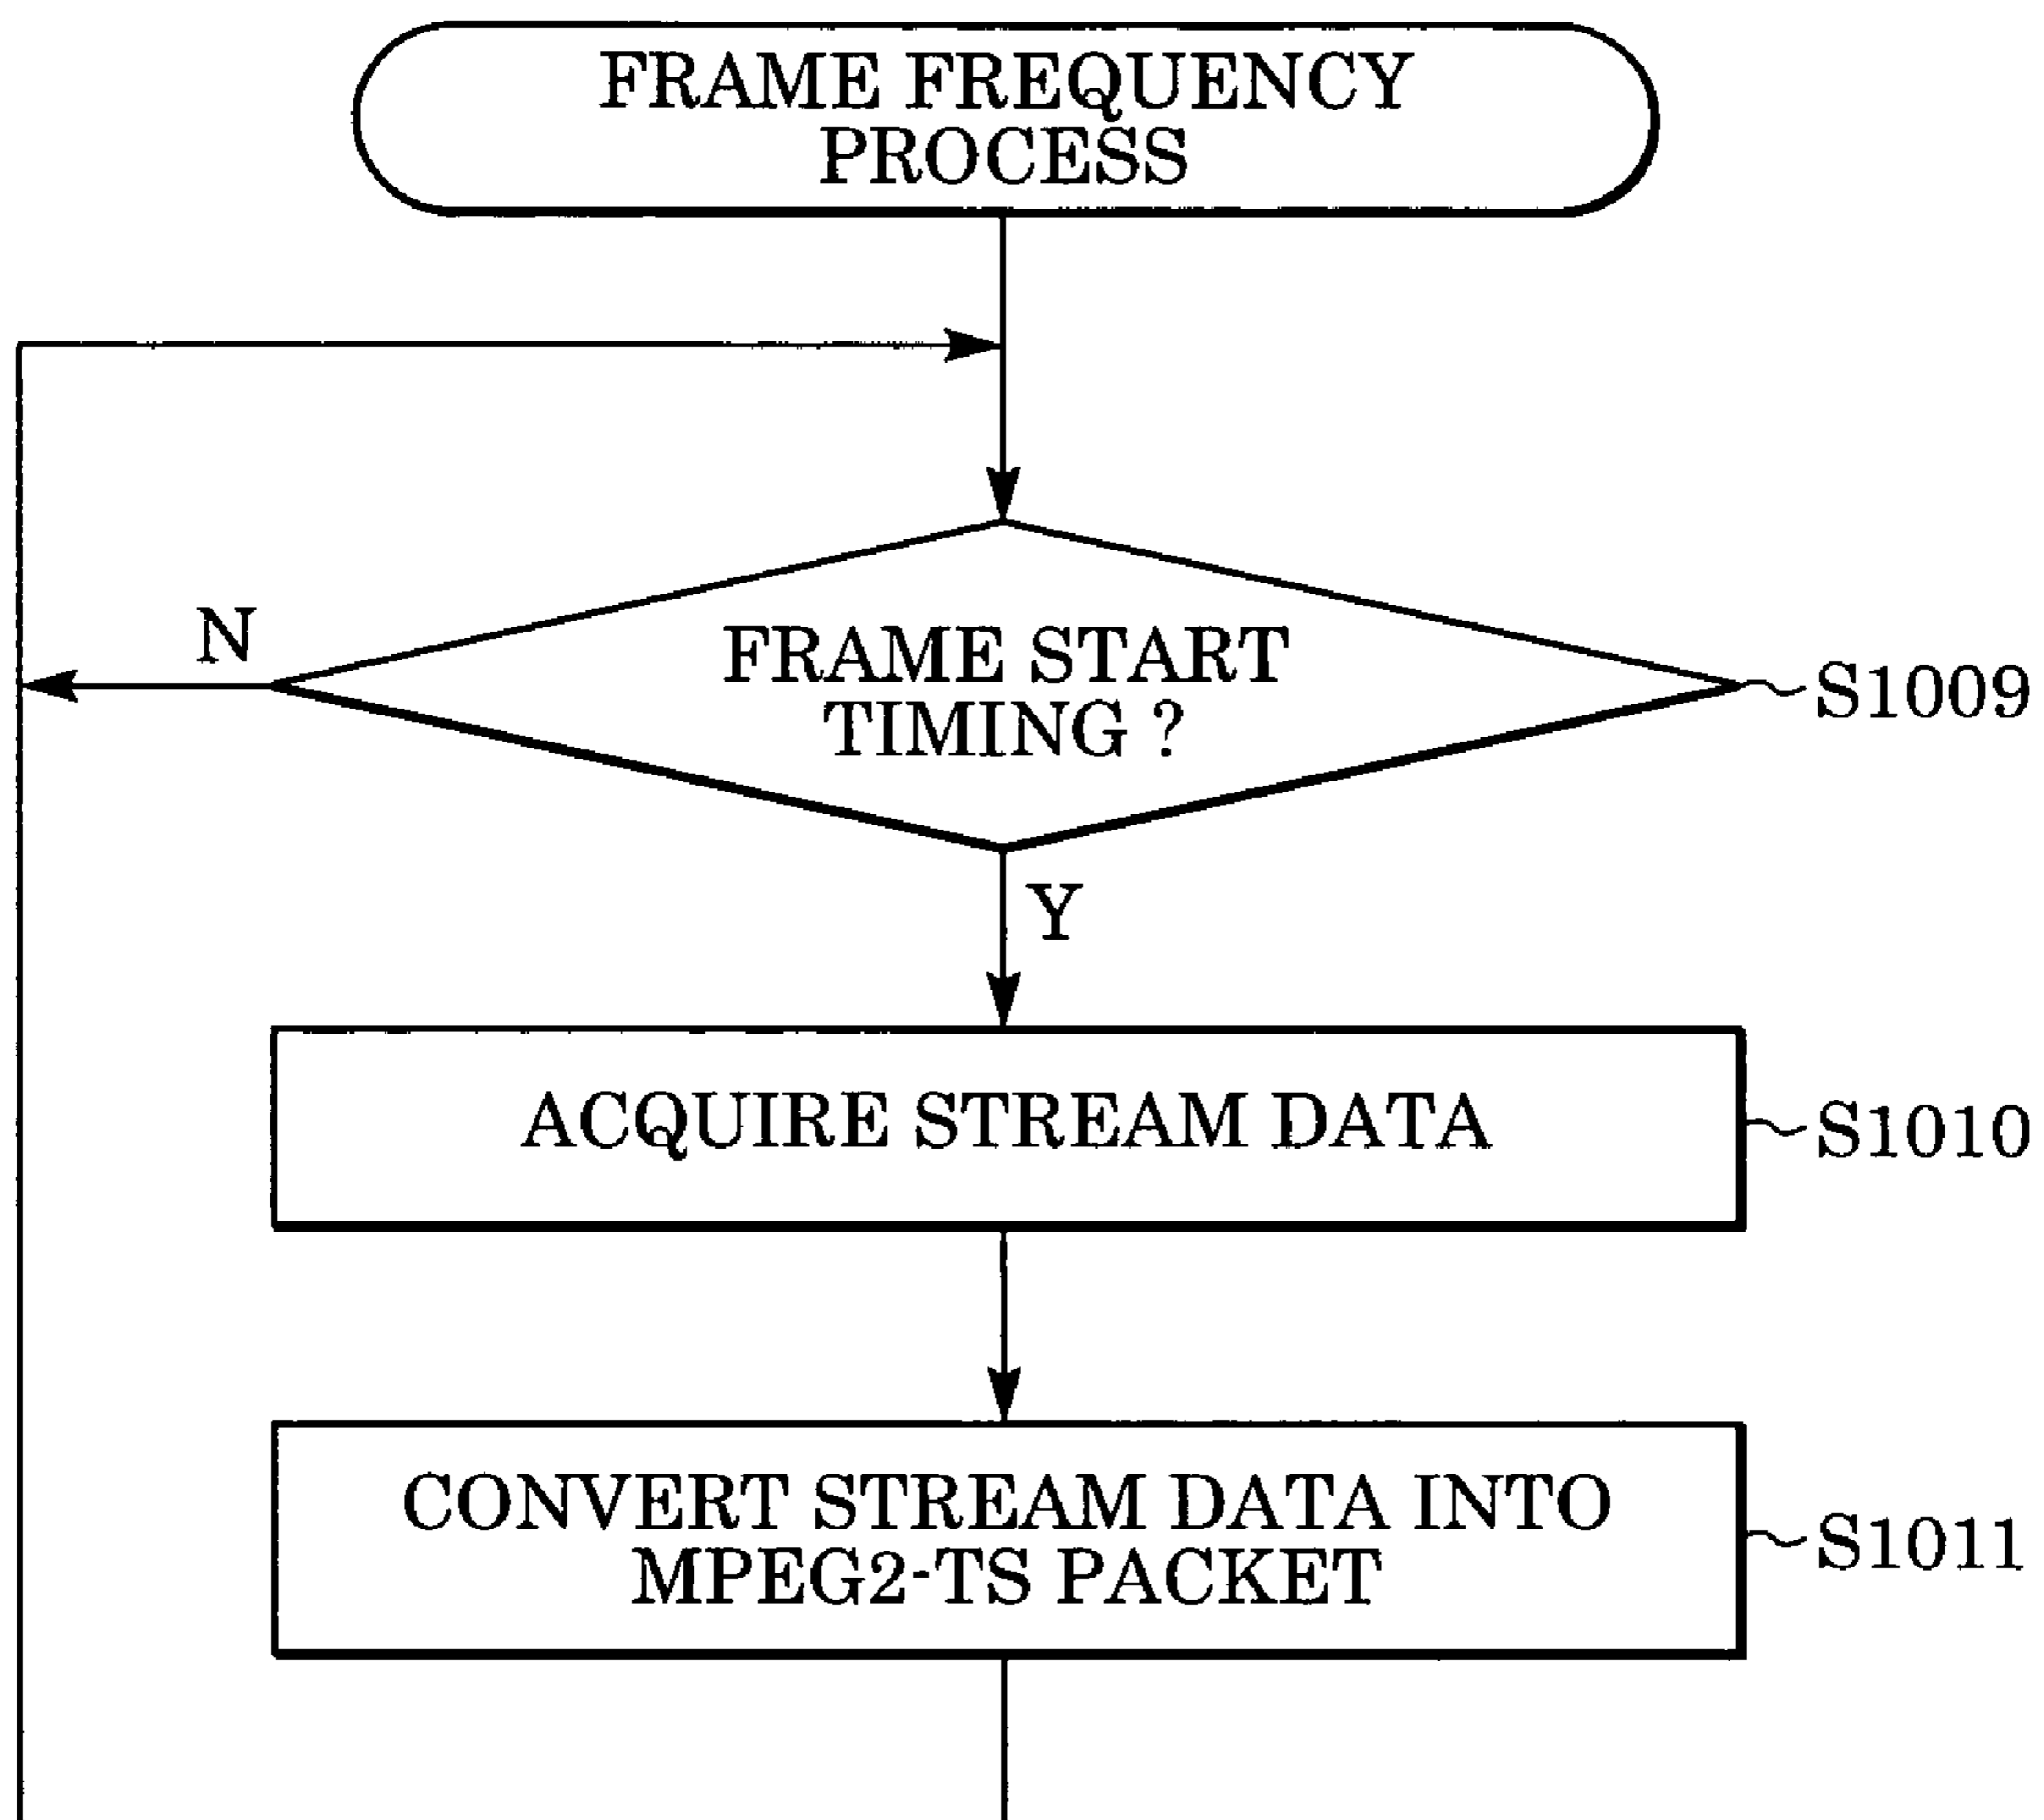 FRAME FREQUENCY
PROCESS
N
FRAME START
TIMING ?
S1009
Y
ACQUIRE STREAM DATA
S1010
CONVERT STREAM DATA INTO
MPEG2-TS PACKET
S1011